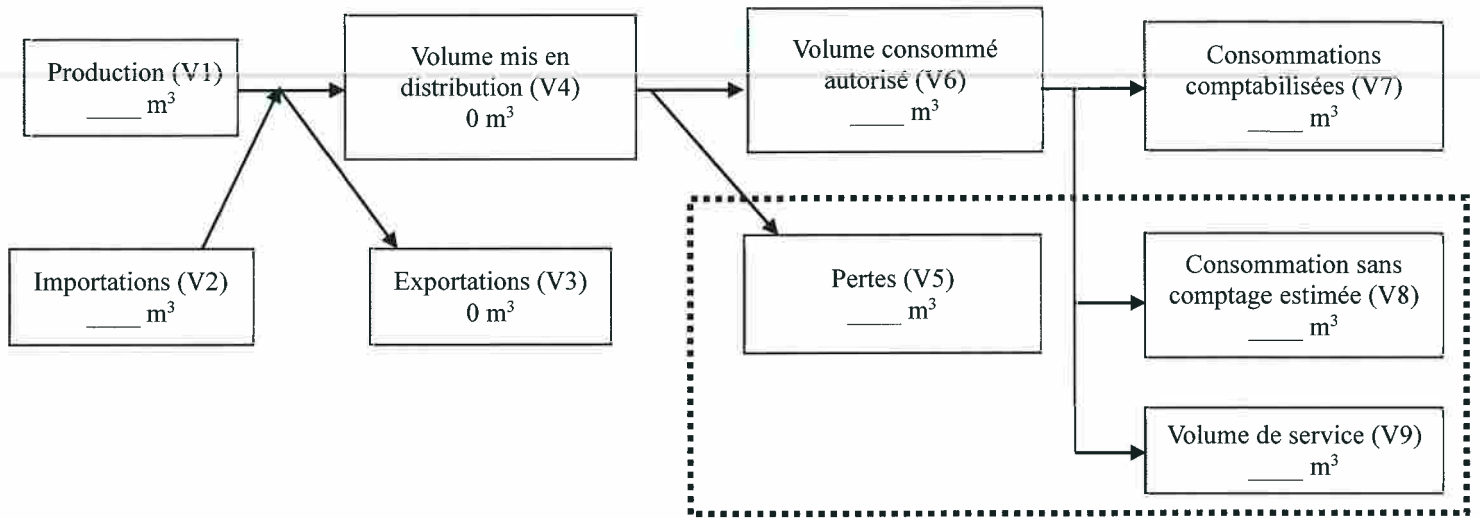 Production (V1)
____ m³
Volume mis en
distribution (V4)
0 m³
Volume consommé
autorisé (V6)
____ m³
Consommations
comptabilisées (V7)
____ m³
Importations (V2)
____ m³
Exportations (V3)
0 m³
Pertes (V5)
____ m³
Consommation sans
comptage estimée (V8)
____ m³
Volume de service (V9)
____ m³